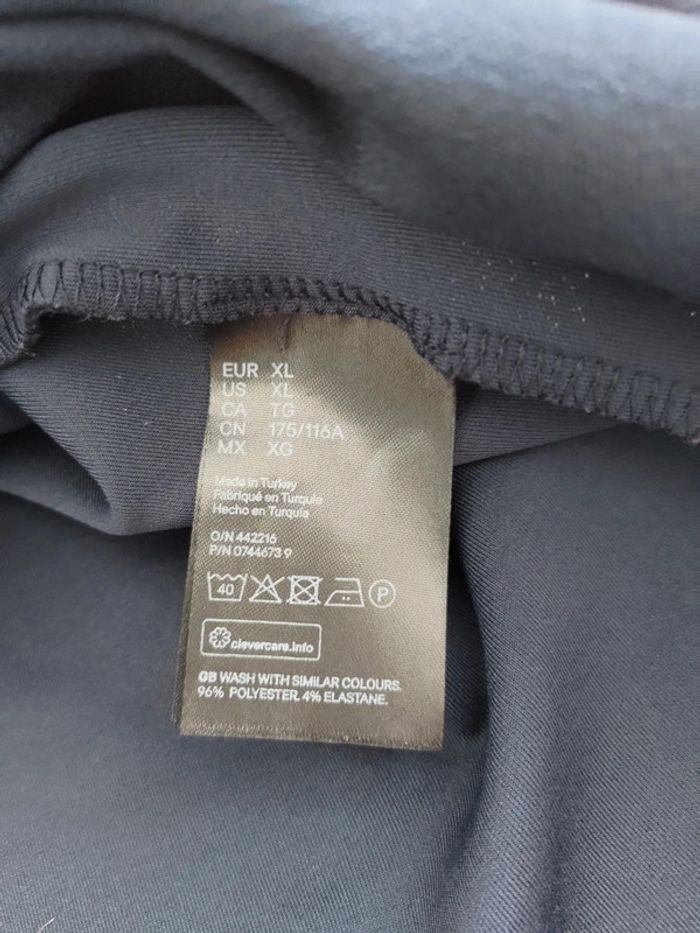 EUR XL
US XL
CA TG
CN 175/116A
MX XG
Made in Turkey
Fabriqué en Turquie
Hecho en Turquía
O/N 442216
P/N 0744673 9
40
P
clevercare.info
GB WASH WITH SIMILAR COLOURS.
96% POLYESTER. 4% ELASTANE.